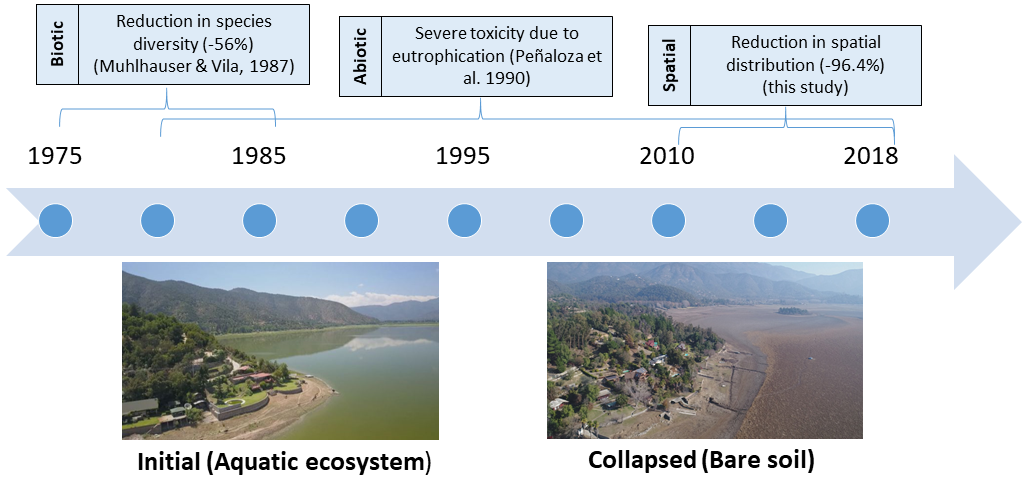 Biotic
Reduction in species
diversity (-56%)
(Muhlhauser & Vila, 1987)
Abiotic
Severe toxicity due to
eutrophication (Peñaloza et
al. 1990)
Spatial
Reduction in spatial
distribution (-96.4%)
(this study)
1975
1985
1995
2010
2018
Initial (Aquatic ecosystem)
Collapsed (Bare soil)